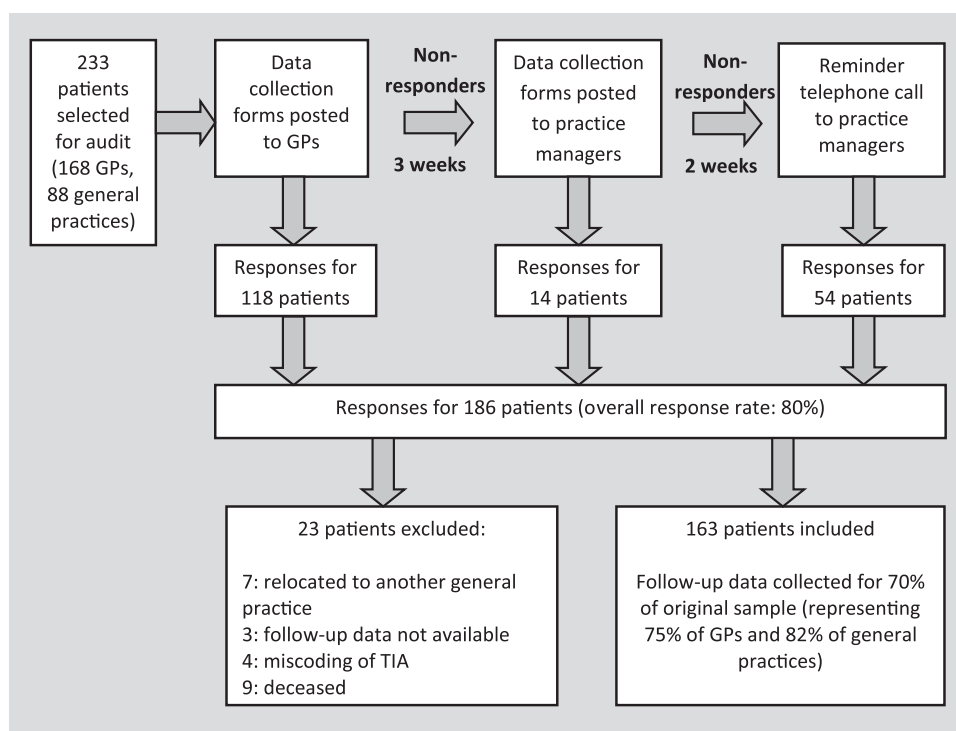 233
patients
selected
for audit
(168 GPs,
88 general
practices)
Data
collection
forms posted
to GPs
Non-
responders
3 weeks
Data collection
forms posted
to practice
managers
Non-
responders
2 weeks
Reminder
telephone call
to practice
managers
Responses for
118 patients
Responses for
14 patients
Responses for
54 patients
Responses for 186 patients (overall response rate: 80%)
23 patients excluded:
7: relocated to another general
practice
3: follow-up data not available
4: miscoding of TIA
9: deceased
163 patients included
Follow-up data collected for 70%
of original sample (representing
75% of GPs and 82% of general
practices)